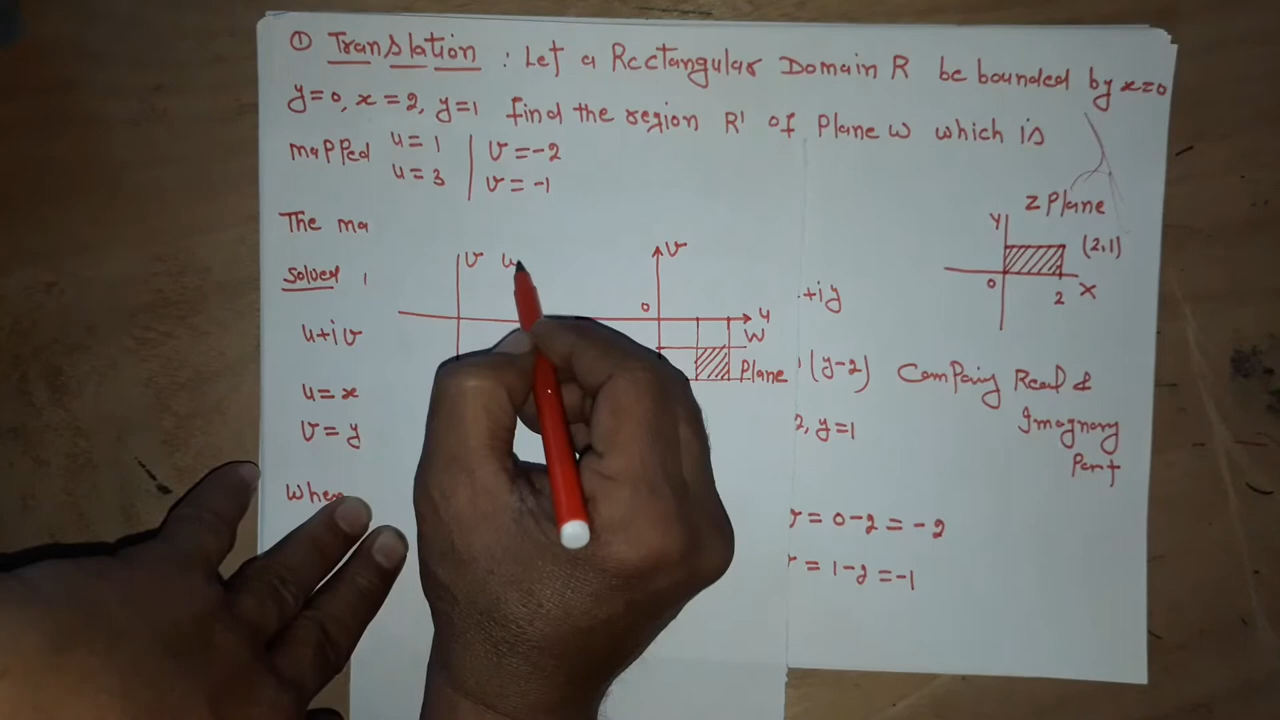 ① Translation : Let a Rectangular Domain R be bounded by x=0
y=0, x=2, y=1 find the region R' of Plane W which is
mapped u=1 | v=-2
u=3 | v=-1
The ma
Z Plane
Y
(2,1)
0 2 X
Solved
v u
v
0 u
W
Plane
+iy
u+iv
(y-2) Compairing Real &
Imagnary
Part
u=x
v=y
2, y=1
When
v = 0-2 = -2
= 1-2 = -1